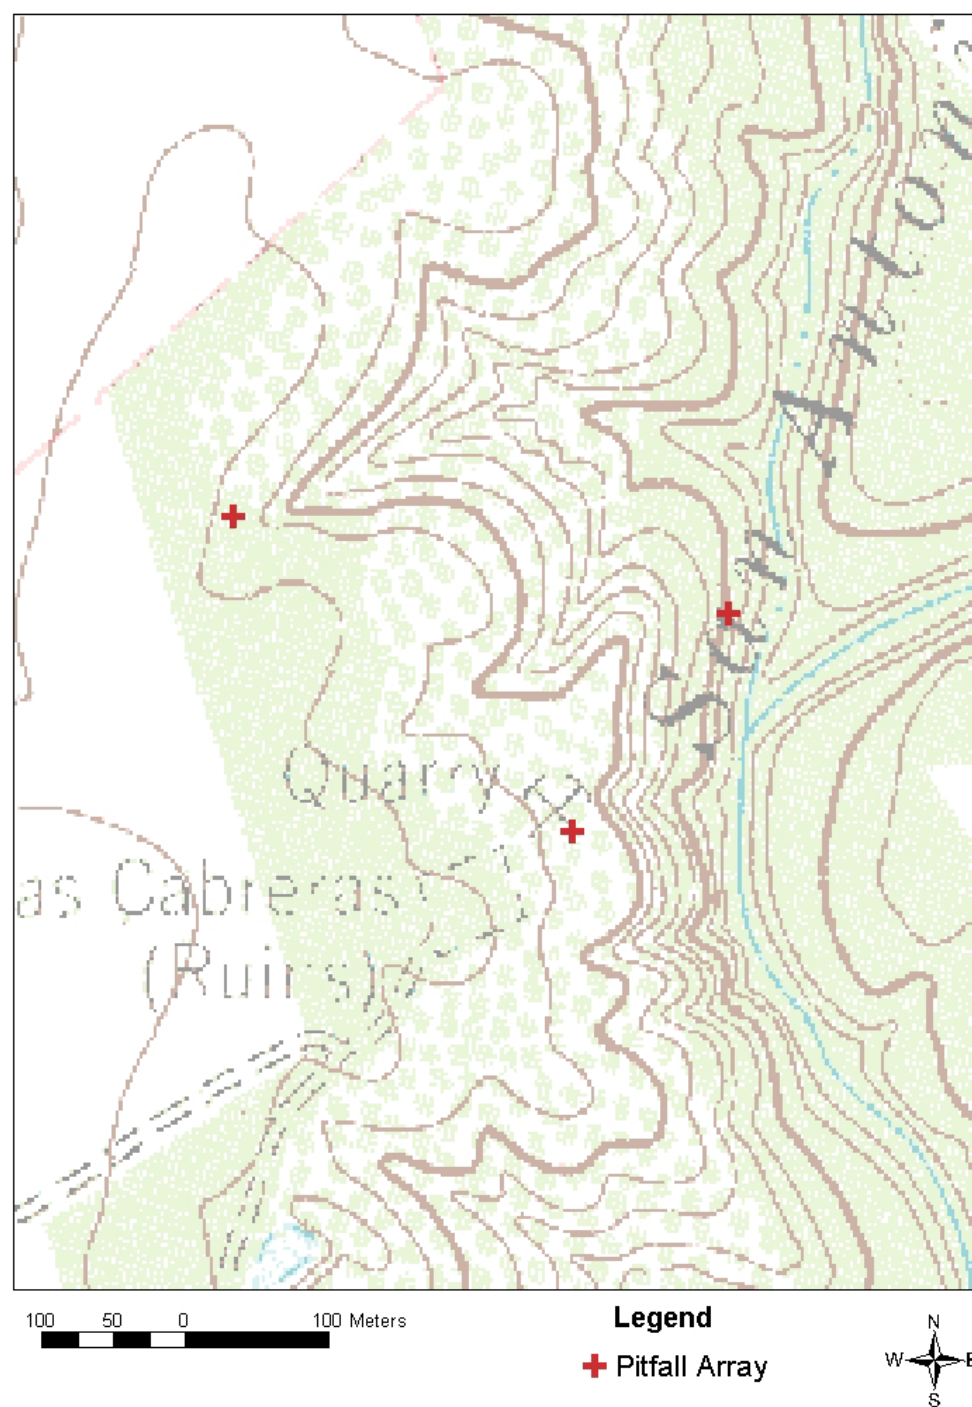 San Anton
Quarry
as Cabreras
(Ruins)
100 50 0 100 Meters
Legend
Pitfall Array
N
W E
S